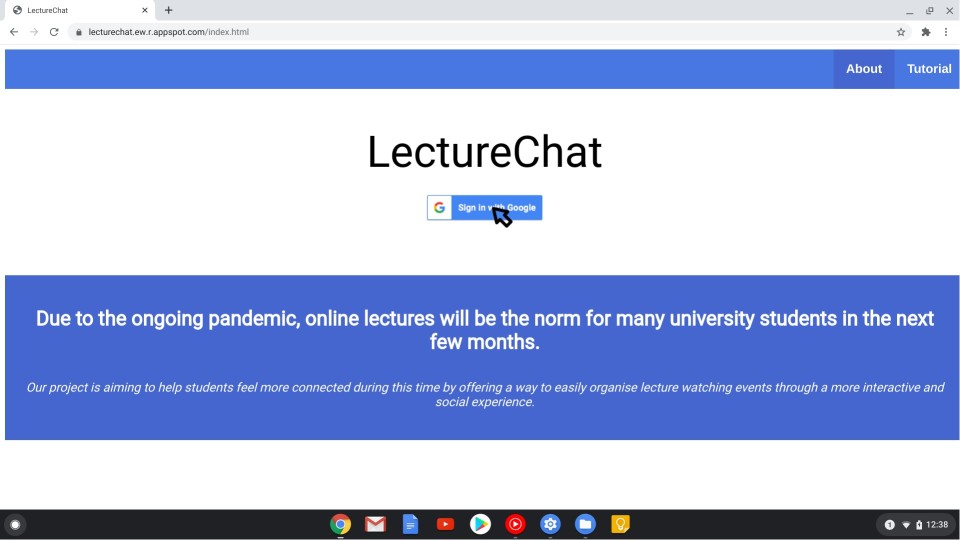 LectureChat
lecturechat.ew.r.appspot.com/index.html
About Tutorial
LectureChat
Sign in with Google
Due to the ongoing pandemic, online lectures will be the norm for many university students in the next
few months.
Our project is aiming to help students feel more connected during this time by offering a way to easily organise lecture watching events through a more interactive and
social experience.
1 12:38